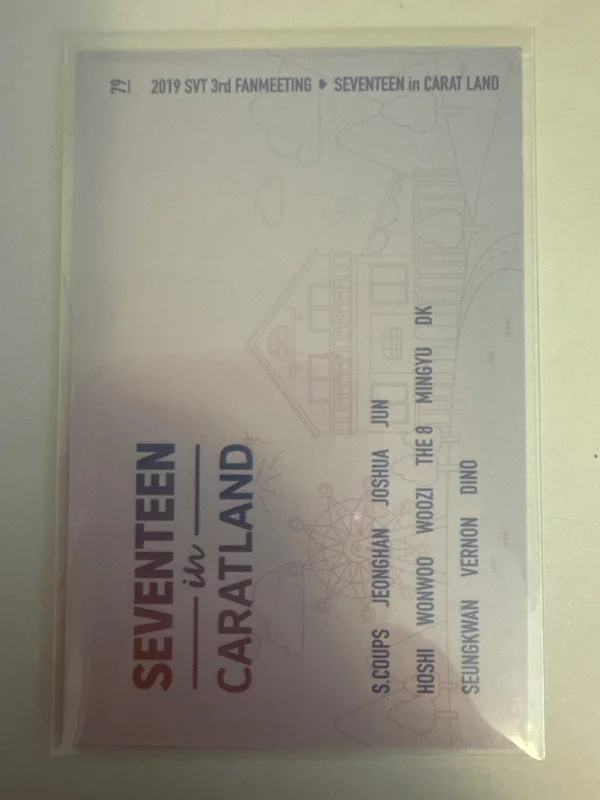 79
2019 SVT 3rd FANMEETING ♥ SEVENTEEN in CARAT LAND
SEVENTEEN
in
CARATLAND
S.COUPS JEONGHAN JOSHUA JUN
HOSHI WONWOO WOOZI THE 8 MINGYU DK
SEUNGKWAN VERNON DINO